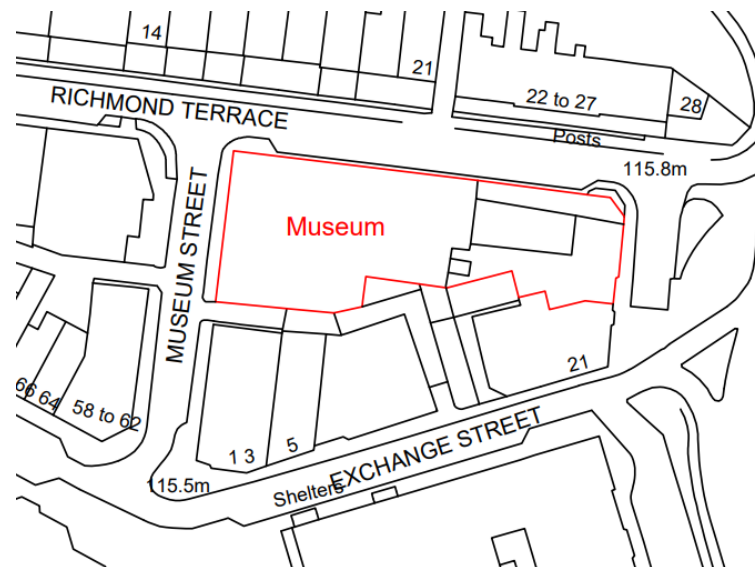 14
21
RICHMOND TERRACE
22 to 27
28
Posts
115.8m
MUSEUM STREET
Museum
66 64
58 to 62
21
1 3
5
EXCHANGE STREET
115.5m
Shelters